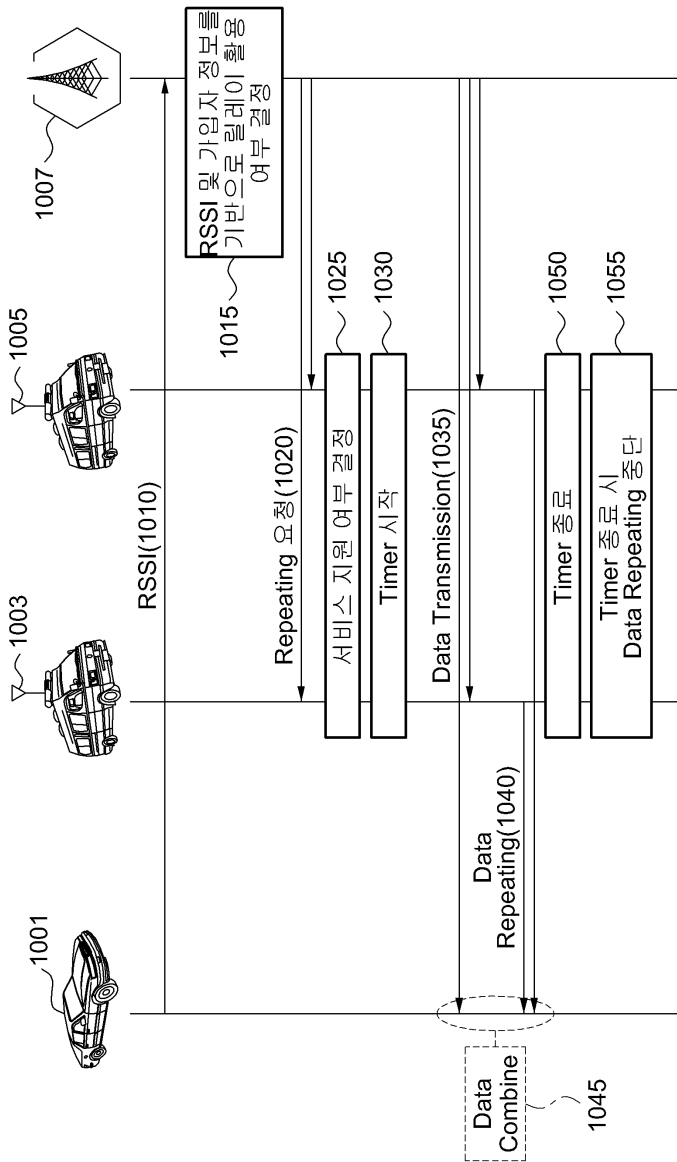 1001
1003
1005
1007
RSSI(1010)
RSSI 및 가입자 정보를
기반으로 릴레이 활용
여부 결정
1015
Repeating 요청(1020)
서비스 지원 여부 결정
1025
Timer 시작
1030
Data Transmission(1035)
Data
Repeating(1040)
Data
Combine
1045
Timer 종료
1050
Timer 종료 시
Data Repeating 중단
1055